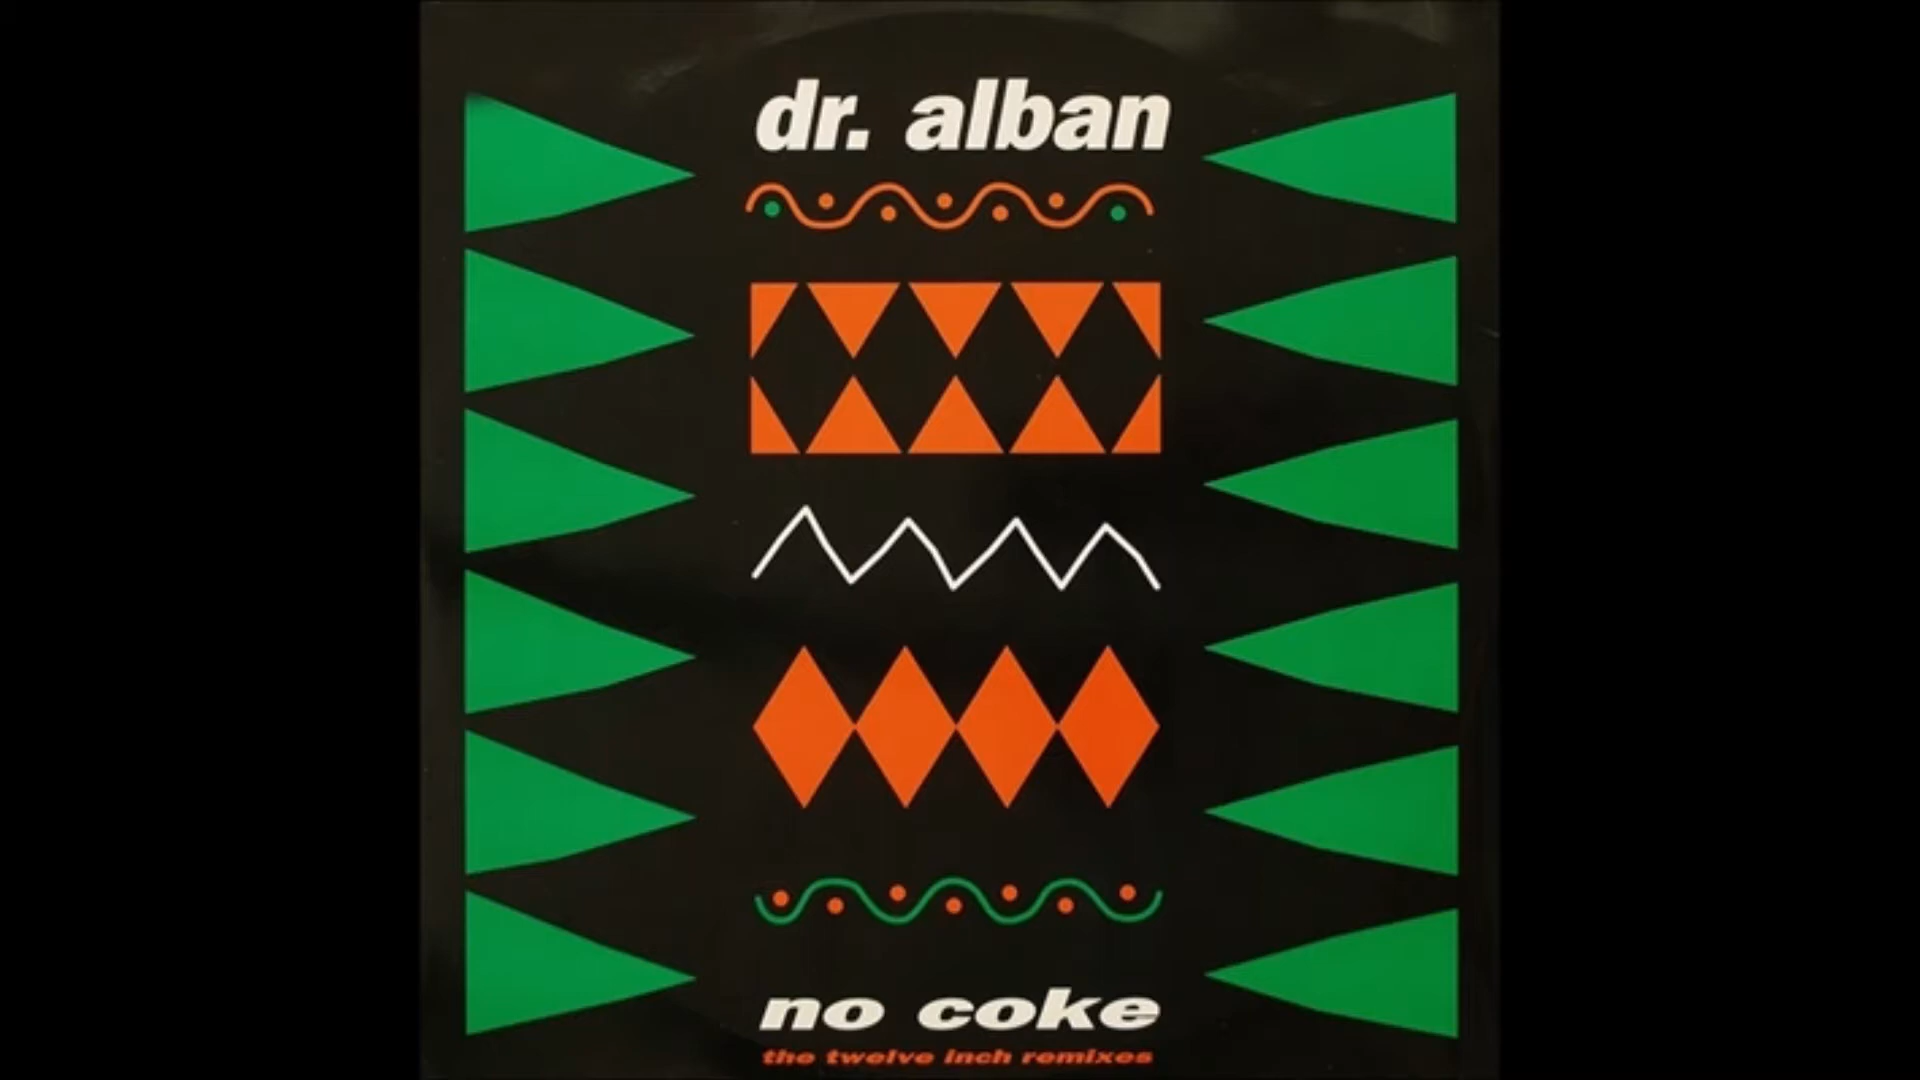 dr. alban
no coke
the twelve inch remixes